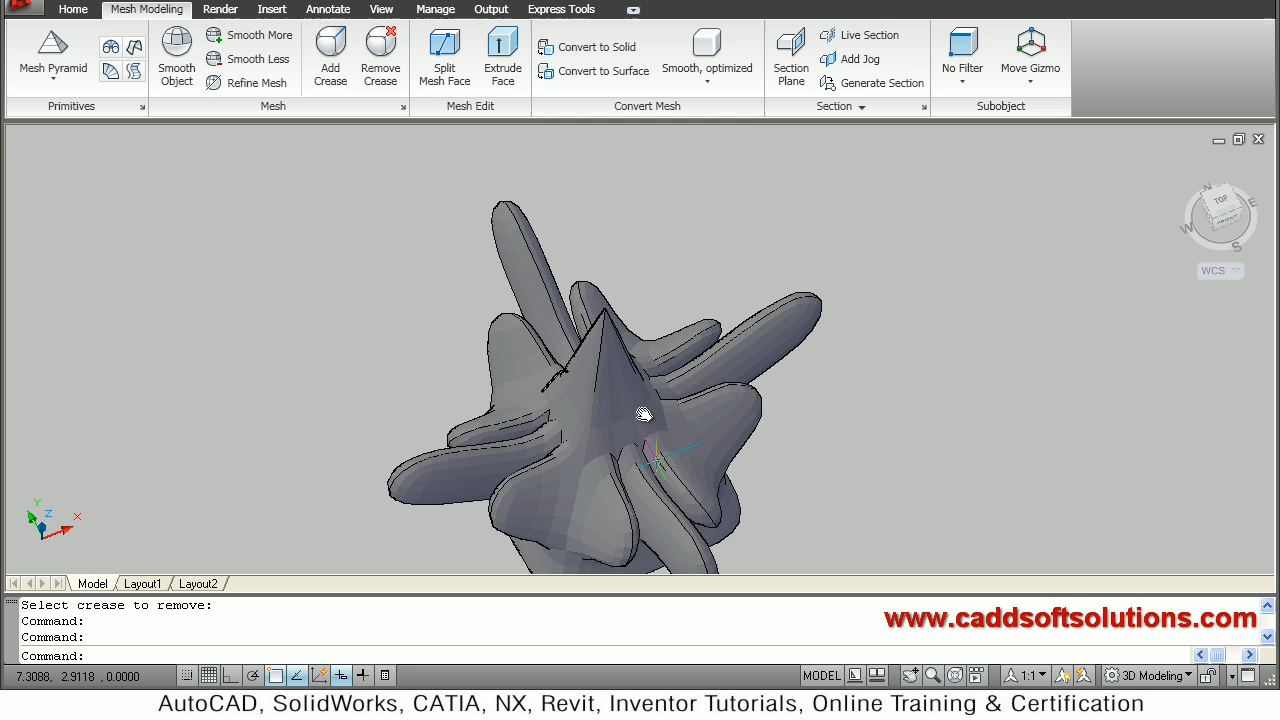 Home Mesh Modeling Render Insert Annotate View Manage Output Express Tools
Mesh Pyramid
Smooth Object
Smooth More
Smooth Less
Refine Mesh
Add Crease
Remove Crease
Split Mesh Face
Extrude Face
Convert to Solid
Convert to Surface
Smooth, optimized
Section Plane
Live Section
Add Jog
Generate Section
No Filter
Move Gizmo
Primitives Mesh Mesh Edit Convert Mesh Section Subobject
N
TOP
E
FRONT
W
S
WCS
Y
Z
X
Model Layout1 Layout2
Select crease to remove:
Command:
Command:
Command:
www.caddsoftsolutions.com
7.3088, 2.9118 , 0.0000 MODEL 1:1 3D Modeling
AutoCAD, SolidWorks, CATIA, NX, Revit, Inventor Tutorials, Online Training & Certification